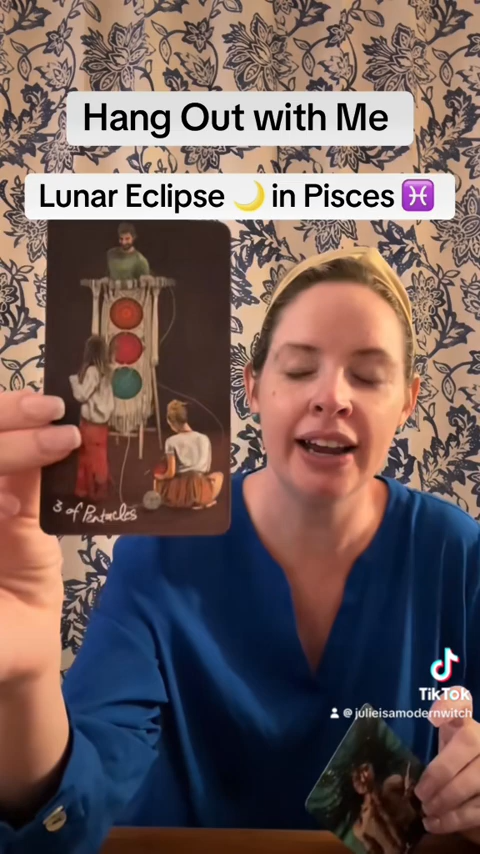 Hang Out with Me
Lunar Eclipse 🌙 in Pisces ♓
3 of Pentacles
TikTok
@julieisamodernwitch